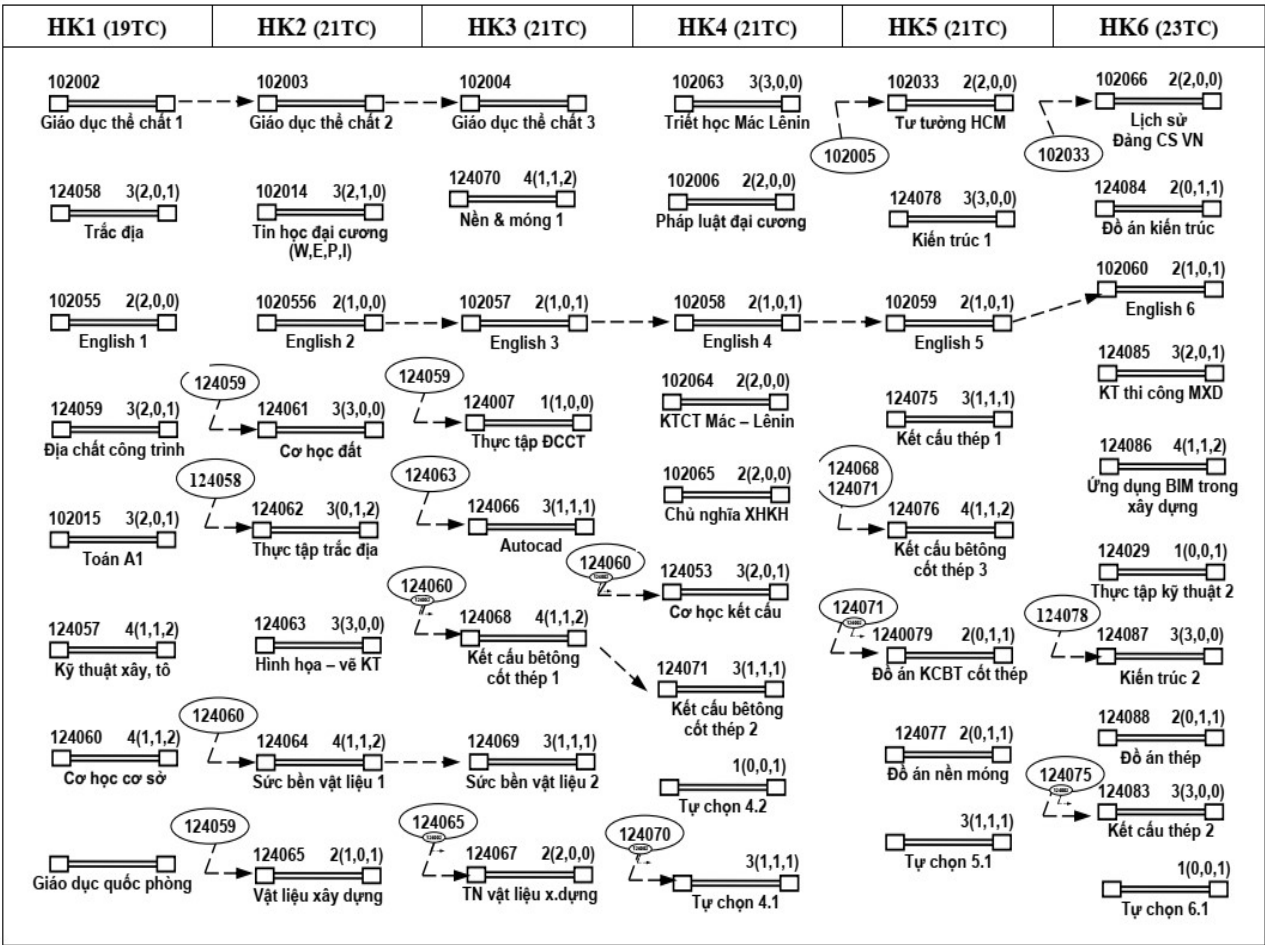 HK1 (19TC)
HK2 (21TC)
HK3 (21TC)
HK4 (21TC)
HK5 (21TC)
HK6 (23TC)
102002
Giáo dục thể chất 1
124058 3(2,0,1)
Trắc địa
102055 2(2,0,0)
English 1
124059 3(2,0,1)
Địa chất công trình
102015 3(2,0,1)
Toán A1
124057 4(1,1,2)
Kỹ thuật xây, tô
124060 4(1,1,2)
Cơ học cơ sở
Giáo dục quốc phòng
102003
Giáo dục thể chất 2
102014 3(2,1,0)
Tin học đại cương
(W,E,P,I)
1020556 2(1,0,0)
English 2
124059
124061 3(3,0,0)
Cơ học đất
124058
124062 3(0,1,2)
Thực tập trắc địa
124063 3(3,0,0)
Hình họa – vẽ KT
124060
124064 4(1,1,2)
Sức bền vật liệu 1
124059
124065 2(1,0,1)
Vật liệu xây dựng
102004
Giáo dục thể chất 3
124070 4(1,1,2)
Nền & móng 1
102057 2(1,0,1)
English 3
124059
124007 1(1,0,0)
Thực tập ĐCCT
124063
124066 3(1,1,1)
Autocad
124060
124068 4(1,1,2)
Kết cấu bêtông
cốt thép 1
124069 3(1,1,1)
Sức bền vật liệu 2
124065
124067 2(2,0,0)
TN vật liệu x.dựng
102063 3(3,0,0)
Triết học Mác Lênin
102006 2(2,0,0)
Pháp luật đại cương
102058 2(1,0,1)
English 4
102064 2(2,0,0)
KTCT Mác – Lênin
102065 2(2,0,0)
Chủ nghĩa XHKH
124060
124053 3(2,0,1)
Cơ học kết cấu
124071 3(1,1,1)
Kết cấu bêtông
cốt thép 2
1(0,0,1)
Tự chọn 4.2
124070
3(1,1,1)
Tự chọn 4.1
102033 2(2,0,0)
Tư tưởng HCM
102005
124078 3(3,0,0)
Kiến trúc 1
102059 2(1,0,1)
English 5
124075 3(1,1,1)
Kết cấu thép 1
124068
124071
124076 4(1,1,2)
Kết cấu bêtông
cốt thép 3
124071
1240079 2(0,1,1)
Đồ án KCBT cốt thép
124077 2(0,1,1)
Đồ án nền móng
3(1,1,1)
Tự chọn 5.1
102066 2(2,0,0)
Lịch sử
Đảng CS VN
102033
124084 2(0,1,1)
Đồ án kiến trúc
102060 2(1,0,1)
English 6
124085 3(2,0,1)
KT thi công MXD
124086 4(1,1,2)
Ứng dụng BIM trong
xây dựng
124029 1(0,0,1)
Thực tập kỹ thuật 2
124078
124087 3(3,0,0)
Kiến trúc 2
124088 2(0,1,1)
Đồ án thép
124075
124083 3(3,0,0)
Kết cấu thép 2
1(0,0,1)
Tự chọn 6.1